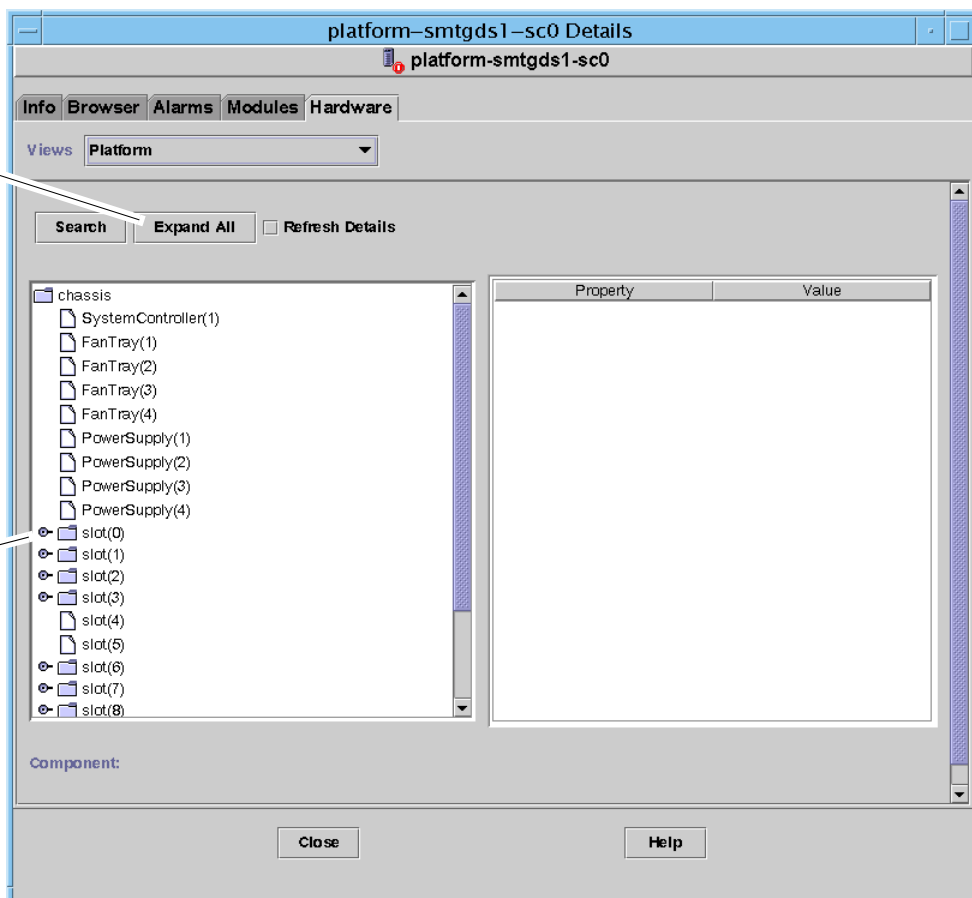 platform–smtgds1–sc0 Details
platform-smtgds1-sc0
Info Browser Alarms Modules Hardware
Views Platform
Search Expand All Refresh Details
chassis
SystemController(1)
FanTray(1)
FanTray(2)
FanTray(3)
FanTray(4)
PowerSupply(1)
PowerSupply(2)
PowerSupply(3)
PowerSupply(4)
slot(0)
slot(1)
slot(2)
slot(3)
slot(4)
slot(5)
slot(6)
slot(7)
slot(8)
Property Value
Component:
Close Help